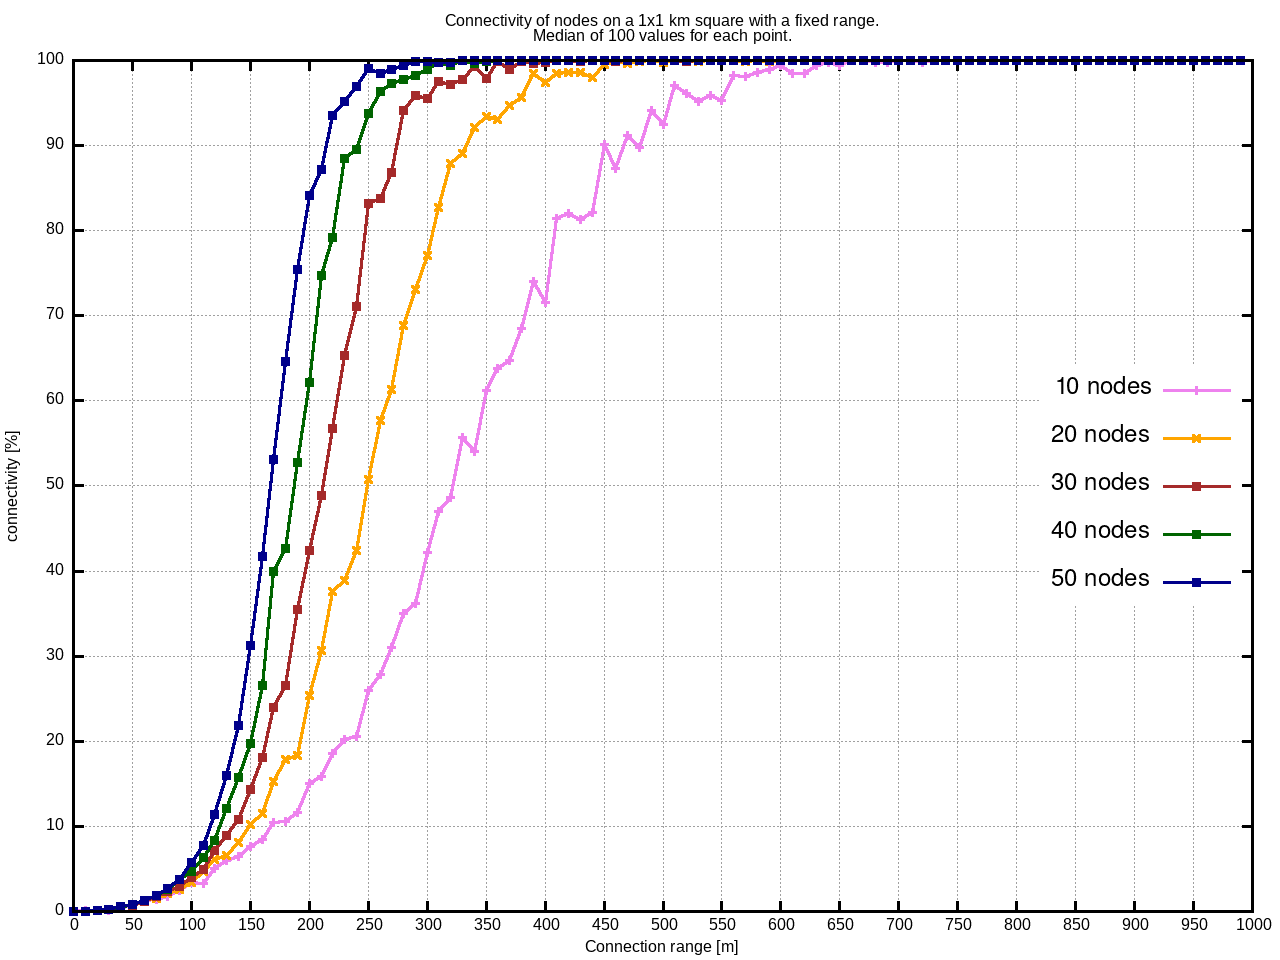 Connectivity of nodes on a 1x1 km square with a fixed range.
Median of 100 values for each point.
100
90
80
70
60
50
40
30
20
10
0
connectivity [%]
10 nodes
20 nodes
30 nodes
40 nodes
50 nodes
0 50 100 150 200 250 300 350 400 450 500 550 600 650 700 750 800 850 900 950 1000
Connection range [m]